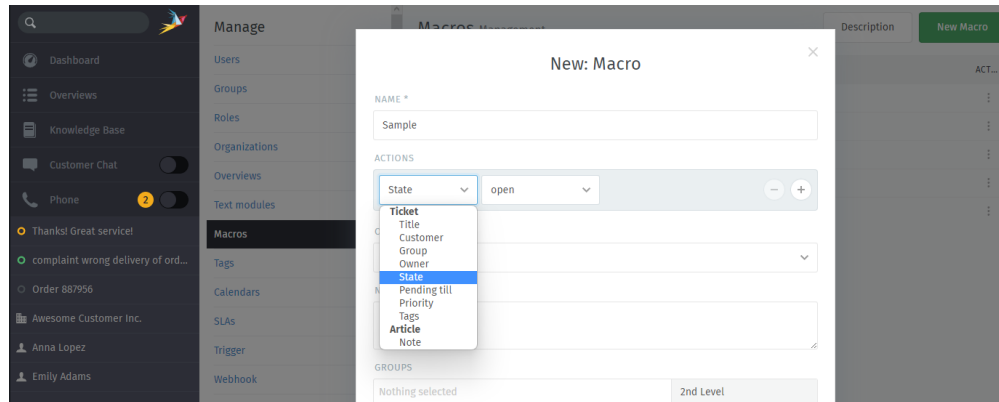 Dashboard
Overviews
Knowledge Base
Customer Chat
Phone
2
Thanks! Great service!
complaint wrong delivery of ord...
Order 887956
Awesome Customer Inc.
Anna Lopez
Emily Adams
Manage
Users
Groups
Roles
Organizations
Overviews
Text modules
Macros
Tags
Calendars
SLAs
Trigger
Webhook
Macros Management
Description
New Macro
ACT...
New: Macro
NAME *
Sample
ACTIONS
State
open
Ticket
Title
Customer
Group
Owner
State
Pending till
Priority
Tags
Article
Note
GROUPS
Nothing selected
2nd Level